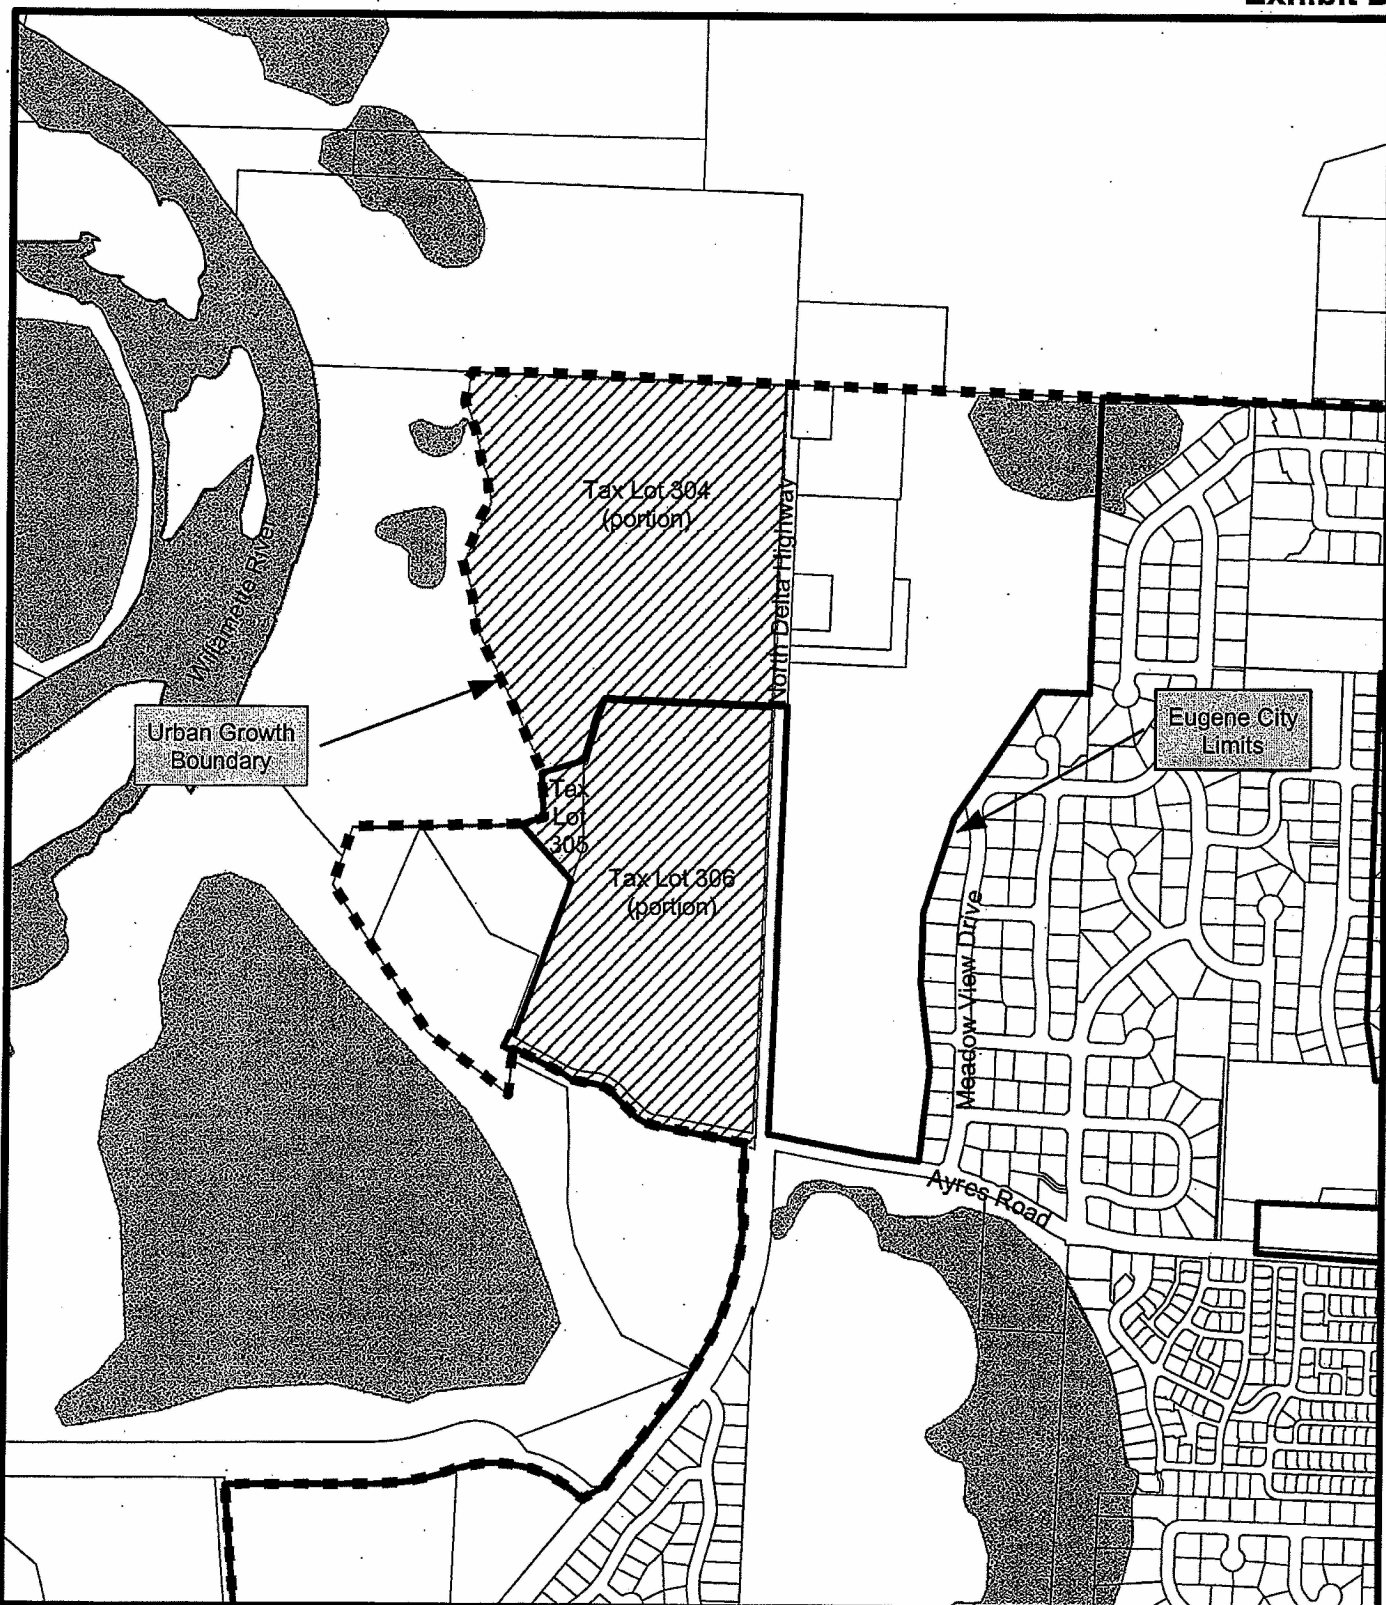 Exhibit
Tax Lot 304
(portion)
North Delta Highway
Willamette River
Urban Growth
Boundary
Eugene City
Limits
Tax
Lot
305
Tax Lot 306
(portion)
Meadow View Drive
Ayres Road